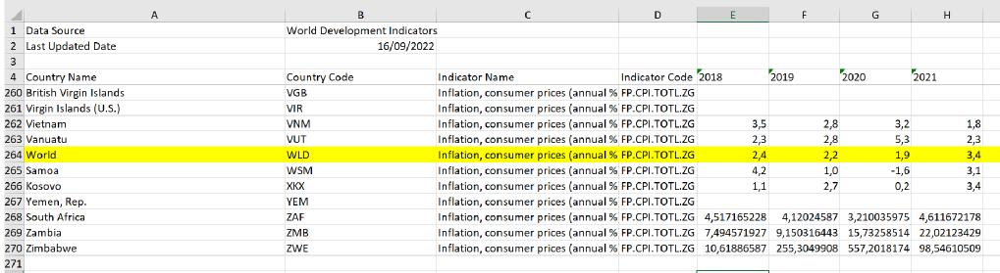 A B C D E F G H
1 Data Source World Development Indicators
2 Last Updated Date 16/09/2022
3
4 Country Name Country Code Indicator Name Indicator Code 2018 2019 2020 2021
260 British Virgin Islands VGB Inflation, consumer prices (annual % FP.CPI.TOTL.ZG
261 Virgin Islands (U.S.) VIR Inflation, consumer prices (annual % FP.CPI.TOTL.ZG
262 Vietnam VNM Inflation, consumer prices (annual % FP.CPI.TOTL.ZG 3,5 2,8 3,2 1,8
263 Vanuatu VUT Inflation, consumer prices (annual % FP.CPI.TOTL.ZG 2,3 2,8 5,3 2,3
264 World WLD Inflation, consumer prices (annual % FP.CPI.TOTL.ZG 2,4 2,2 1,9 3,4
265 Samoa WSM Inflation, consumer prices (annual % FP.CPI.TOTL.ZG 4,2 1,0 -1,6 3,1
266 Kosovo XKX Inflation, consumer prices (annual % FP.CPI.TOTL.ZG 1,1 2,7 0,2 3,4
267 Yemen, Rep. YEM Inflation, consumer prices (annual % FP.CPI.TOTL.ZG
268 South Africa ZAF Inflation, consumer prices (annual % FP.CPI.TOTL.ZG 4,517165228 4,12024587 3,210035975 4,611672178
269 Zambia ZMB Inflation, consumer prices (annual % FP.CPI.TOTL.ZG 7,494571927 9,150316443 15,73258514 22,02123429
270 Zimbabwe ZWE Inflation, consumer prices (annual % FP.CPI.TOTL.ZG 10,61886587 255,3049908 557,2018174 98,54610509
271